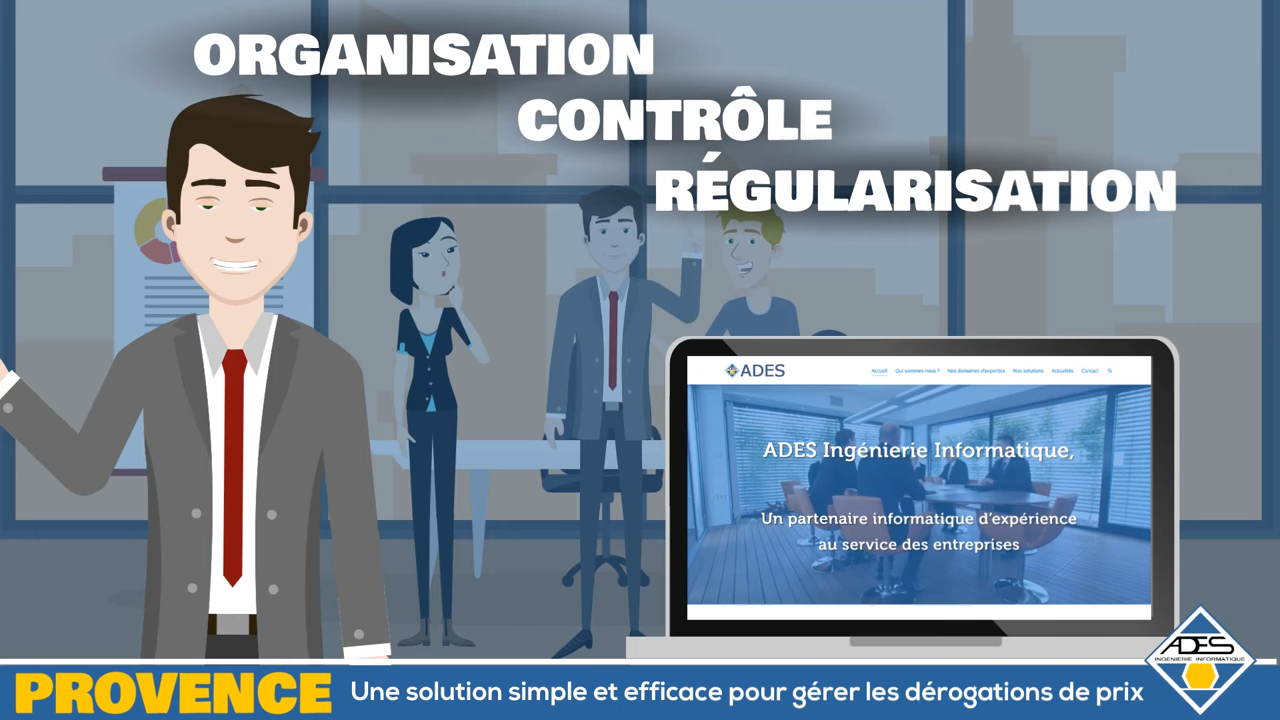 ORGANISATION
CONTRÔLE
RÉGULARISATION
ADES
Accueil Qui sommes-nous ? Nos domaines d'expertise Nos solutions Actualités Contact
ADES Ingénierie Informatique,
Un partenaire informatique d'expérience
au service des entreprises
ADES
INGENIERIE INFORMATIQUE
PROVENCE Une solution simple et efficace pour gérer les dérogations de prix